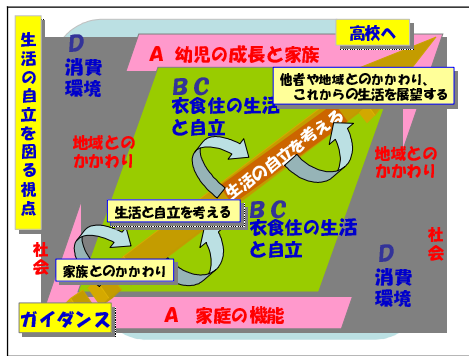 生活の自立を図る視点
D
消費
環境
A 幼児の成長と家族
高校へ
他者や地域とのかかわり、
これからの生活を展望する
B C
衣食住の生活
と自立
地域との
かかわり
生活の自立を考える
地域との
かかわり
生活と自立を考える
B C
衣食住の生活
と自立
社会
社会
家族とのかかわり
D
消費
環境
ガイダンス
A 家庭の機能